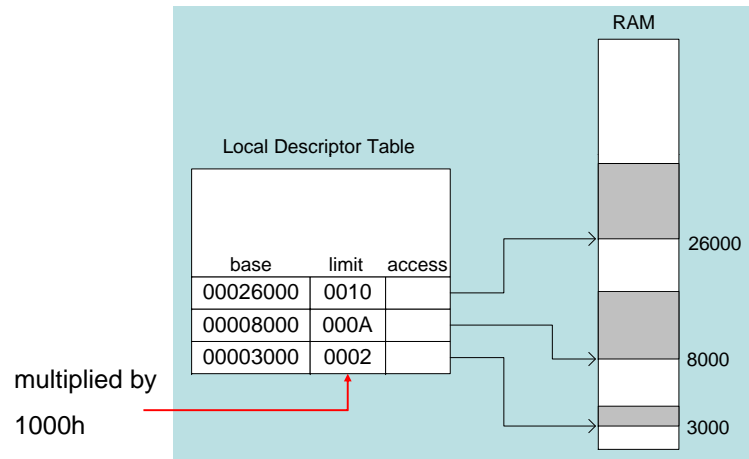 RAM
Local Descriptor Table
base limit access
00026000 0010
00008000 000A
00003000 0002
26000
8000
3000
multiplied by
1000h